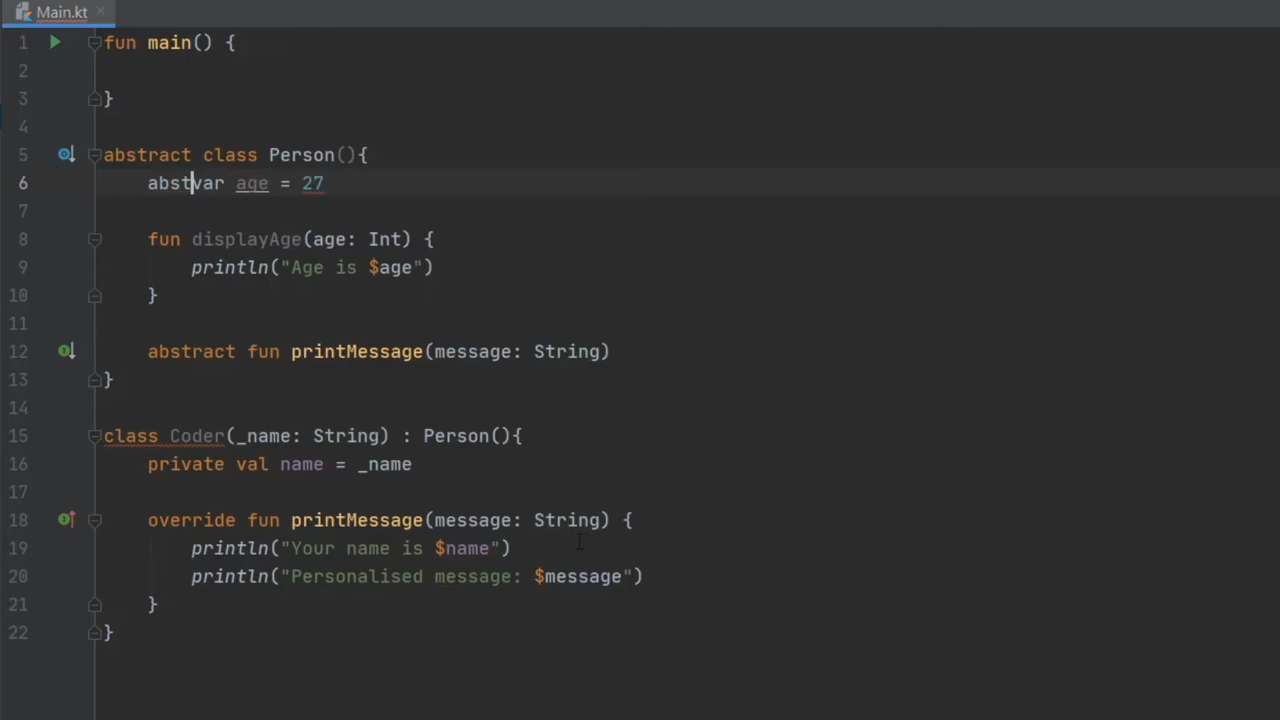 Main.kt
1 fun main() {
2
3 }
4
5 abstract class Person(){
6 abstvar age = 27
7
8 fun displayAge(age: Int) {
9 println("Age is $age")
10 }
11
12 abstract fun printMessage(message: String)
13 }
14
15 class Coder(_name: String) : Person(){
16 private val name = _name
17
18 override fun printMessage(message: String) {
19 println("Your name is $name")
20 println("Personalised message: $message")
21 }
22 }